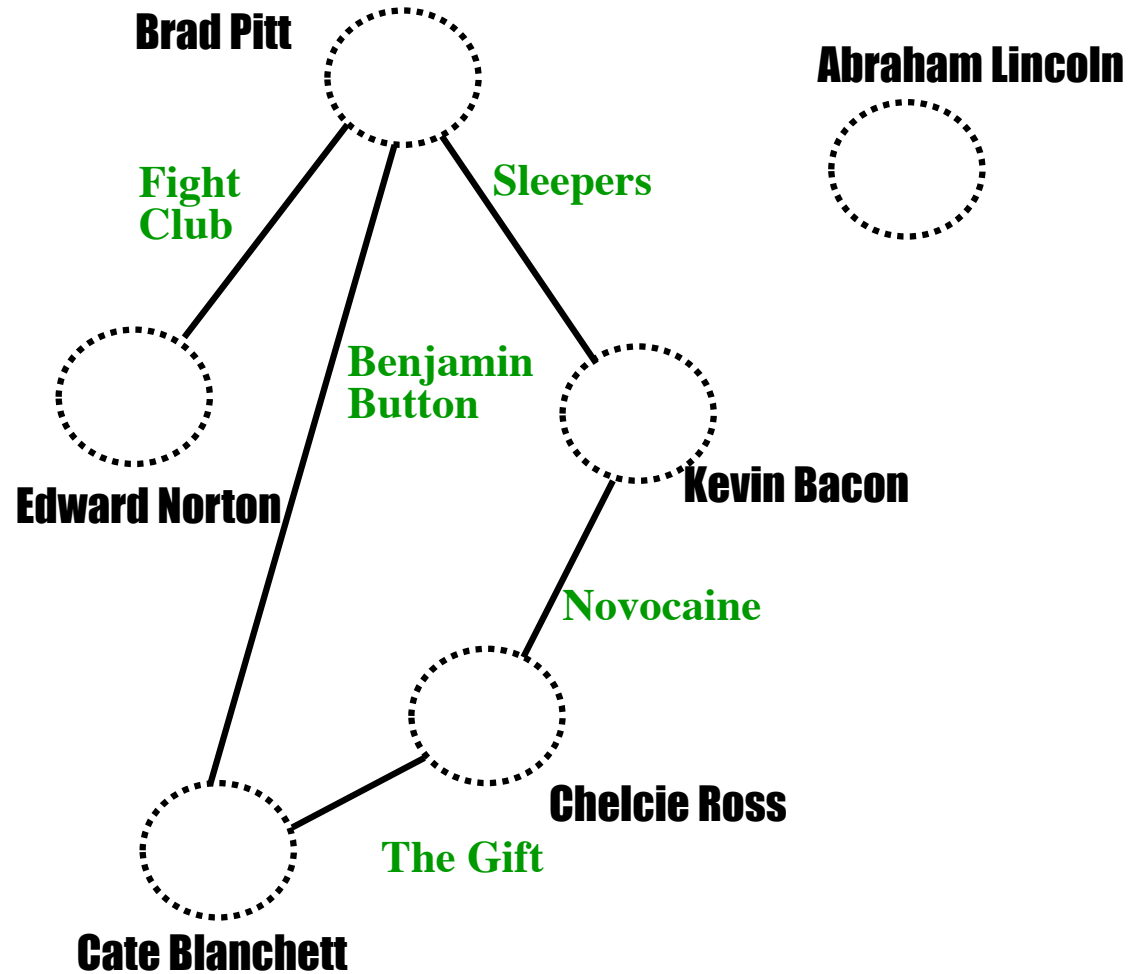 Brad Pitt
Abraham Lincoln
Fight
Club
Sleepers
Benjamin
Button
Kevin Bacon
Edward Norton
Novocaine
Chelcie Ross
The Gift
Cate Blanchett